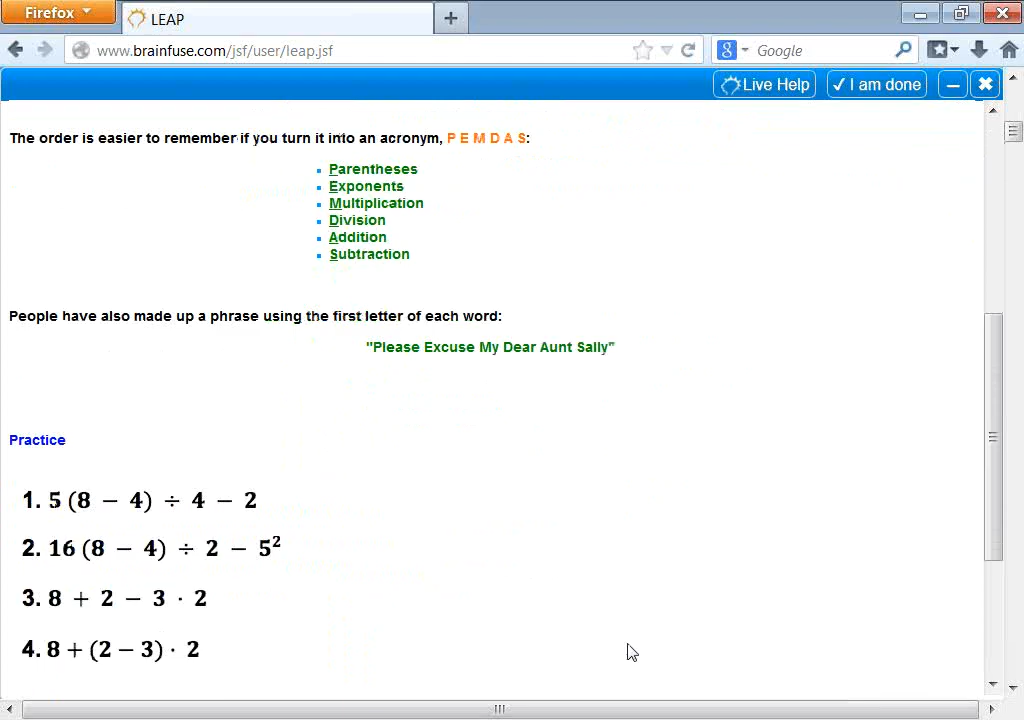 Firefox
LEAP
www.brainfuse.com/jsf/user/leap.jsf
Google
Live Help
✓ I am done
The order is easier to remember if you turn it into an acronym, P E M D A S:
Parentheses
Exponents
Multiplication
Division
Addition
Subtraction
People have also made up a phrase using the first letter of each word:
"Please Excuse My Dear Aunt Sally"
Practice
1. 5 (8 − 4) ÷ 4 − 2
2. 16 (8 − 4) ÷ 2 − 5²
3. 8 + 2 − 3 · 2
4. 8 + (2 − 3) · 2